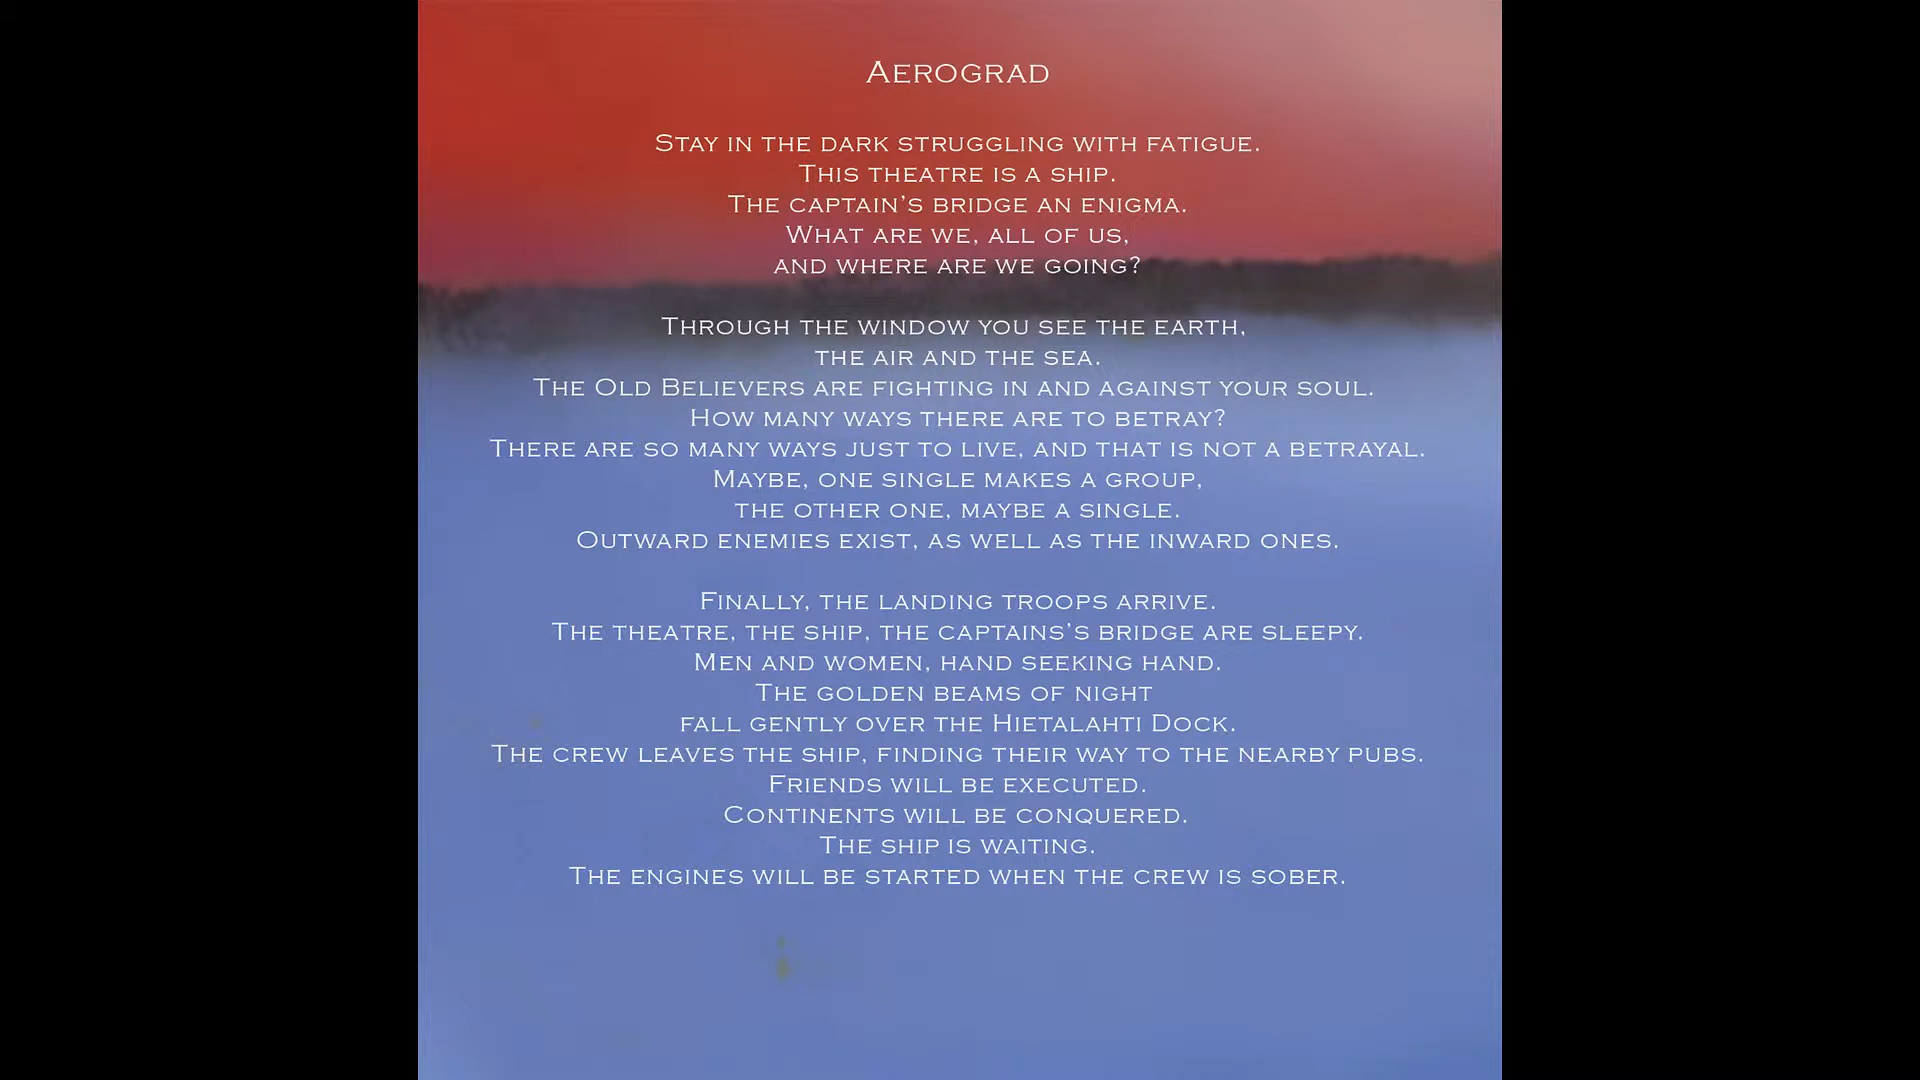 Aerograd
Stay in the dark struggling with fatigue.
This theatre is a ship.
The captain's bridge an enigma.
What are we, all of us,
and where are we going?
Through the window you see the earth,
the air and the sea.
The Old Believers are fighting in and against your soul.
How many ways there are to betray?
There are so many ways just to live, and that is not a betrayal.
Maybe, one single makes a group,
the other one, maybe a single.
Outward enemies exist, as well as the inward ones.
Finally, the landing troops arrive.
The theatre, the ship, the captains's bridge are sleepy.
Men and women, hand seeking hand.
The golden beams of night
fall gently over the Hietalahti Dock.
The crew leaves the ship, finding their way to the nearby pubs.
Friends will be executed.
Continents will be conquered.
The ship is waiting.
The engines will be started when the crew is sober.